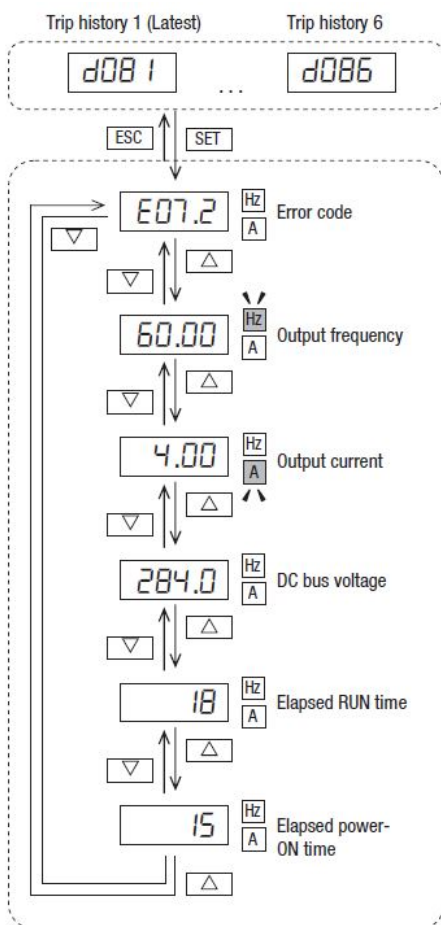 Trip history 1 (Latest) Trip history 6
d081 ... d086
ESC SET
E07.2 Hz A Error code
▽ ▽ △
60.00 Hz A Output frequency
▽ △
4.00 Hz A Output current
▽ △
284.0 Hz A DC bus voltage
▽ △
18 Hz A Elapsed RUN time
▽ △
15 Hz A Elapsed power-
ON time
△